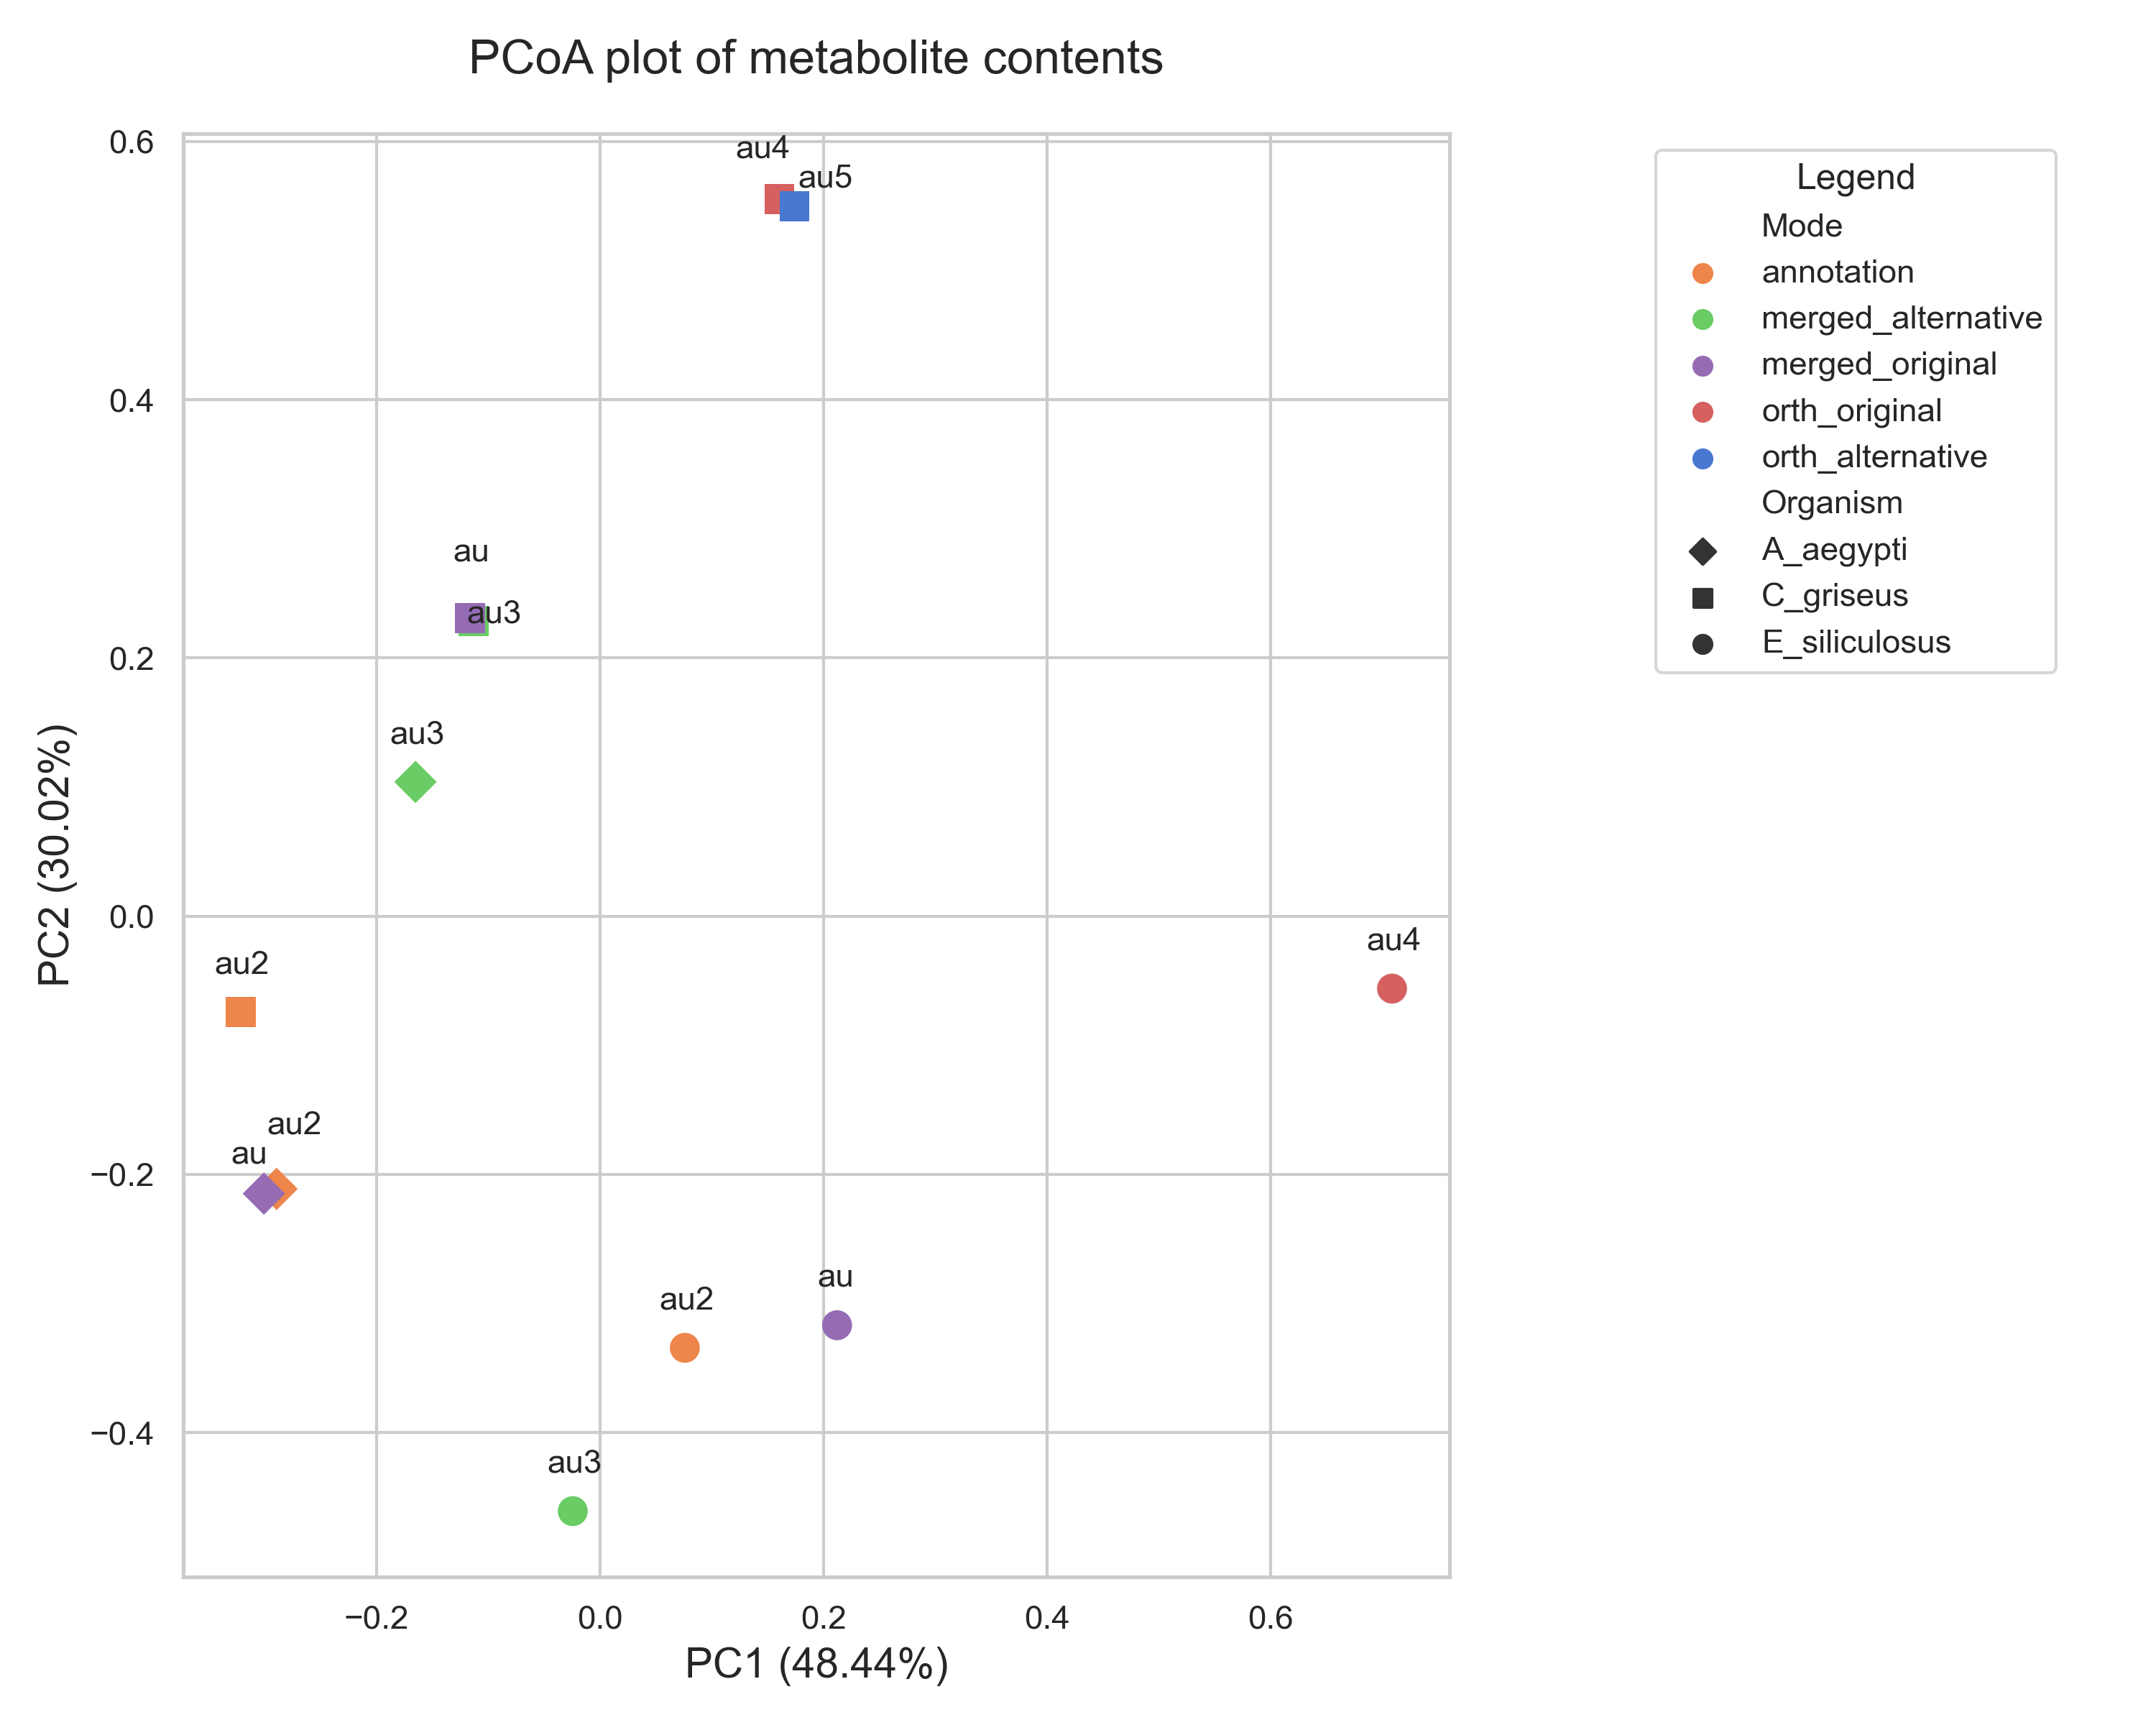 PCoA plot of metabolite contents
0.6
0.4
0.2
0.0
−0.2
−0.4
PC2 (30.02%)
au4
au5
au
au3
au3
au2
au4
au2
au
au
au2
au3
−0.2
0.0
0.2
0.4
0.6
PC1 (48.44%)
Legend
Mode
annotation
merged_alternative
merged_original
orth_original
orth_alternative
Organism
A_aegypti
C_griseus
E_siliculosus